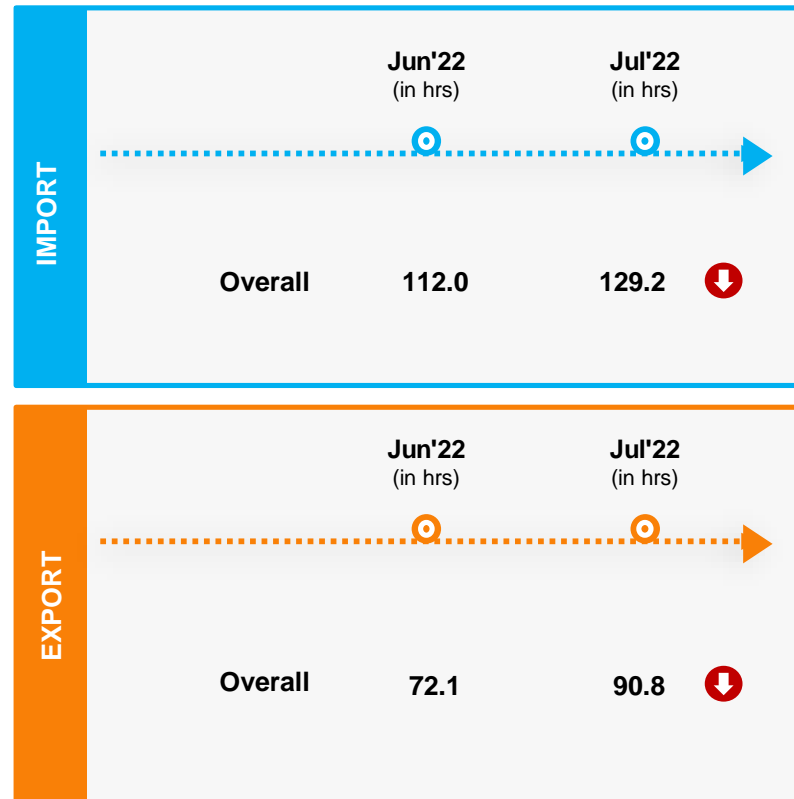 IMPORT
Jun'22 Jul'22
(in hrs) (in hrs)
Overall 112.0 129.2
EXPORT
Jun'22 Jul'22
(in hrs) (in hrs)
Overall 72.1 90.8